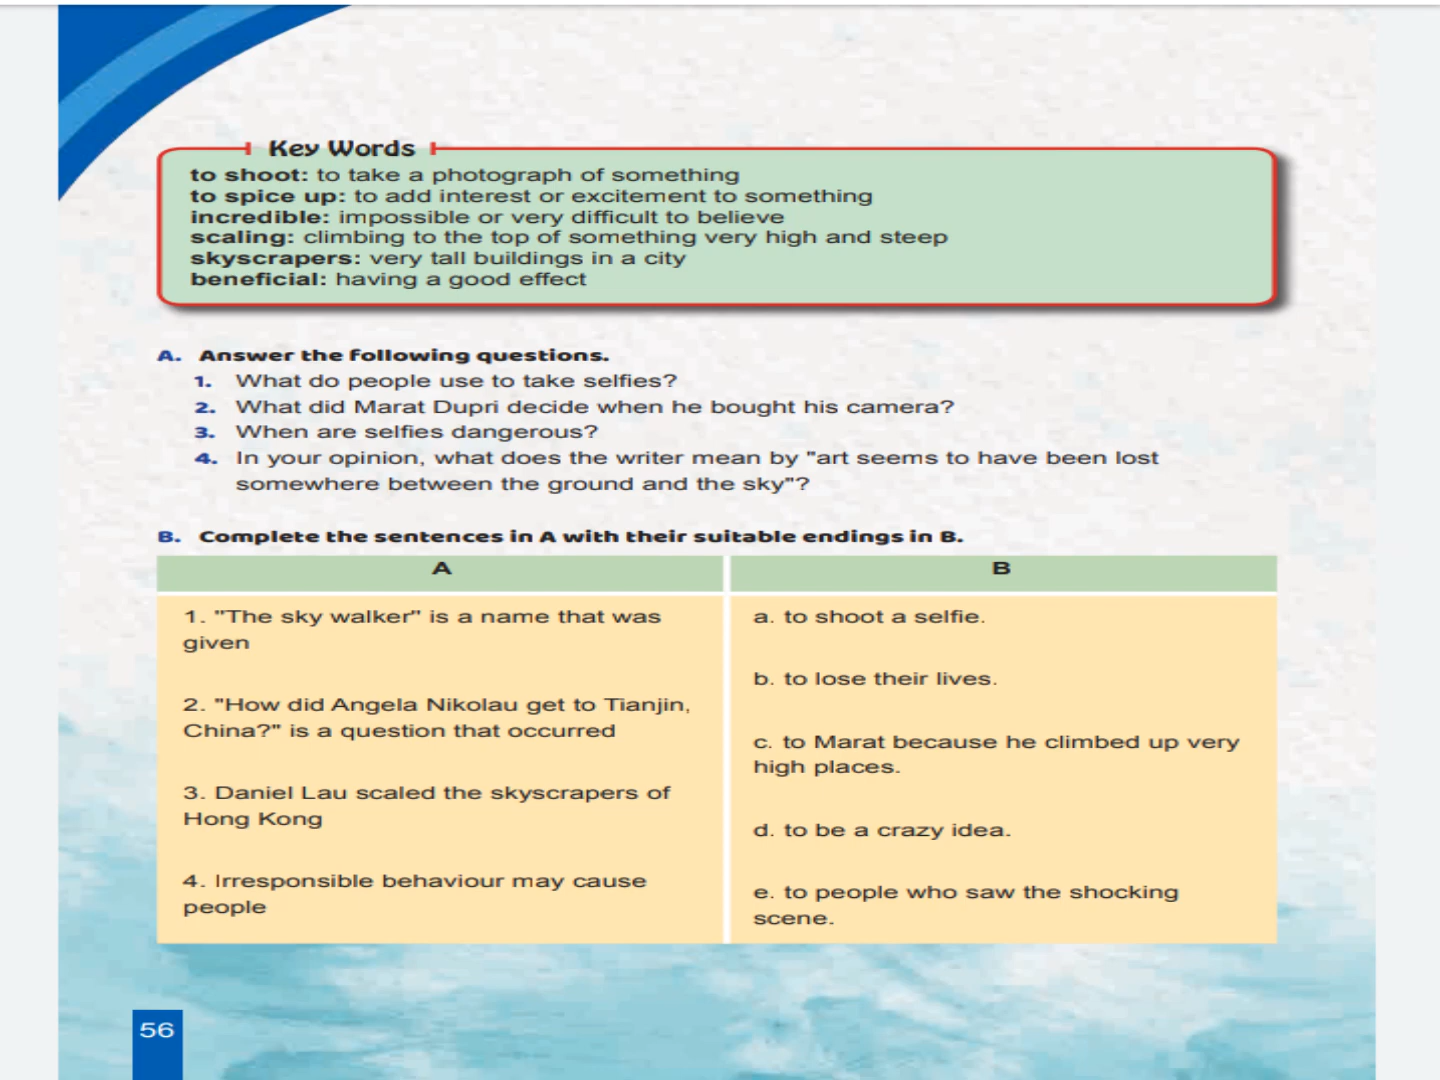 Key Words
to shoot: to take a photograph of something
to spice up: to add interest or excitement to something
incredible: impossible or very difficult to believe
scaling: climbing to the top of something very high and steep
skyscrapers: very tall buildings in a city
beneficial: having a good effect
A. Answer the following questions.
1. What do people use to take selfies?
2. What did Marat Dupri decide when he bought his camera?
3. When are selfies dangerous?
4. In your opinion, what does the writer mean by "art seems to have been lost
somewhere between the ground and the sky"?
B. Complete the sentences in A with their suitable endings in B.
A
1. "The sky walker" is a name that was
given
2. "How did Angela Nikolau get to Tianjin,
China?" is a question that occurred
3. Daniel Lau scaled the skyscrapers of
Hong Kong
4. Irresponsible behaviour may cause
people
B
a. to shoot a selfie.
b. to lose their lives.
c. to Marat because he climbed up very
high places.
d. to be a crazy idea.
e. to people who saw the shocking
scene.
56